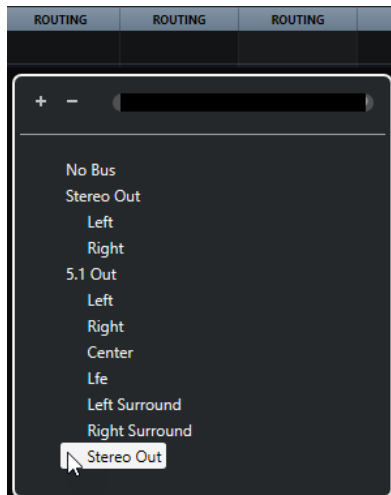 ROUTING ROUTING ROUTING
+ −
No Bus
Stereo Out
Left
Right
5.1 Out
Left
Right
Center
Lfe
Left Surround
Right Surround
Stereo Out